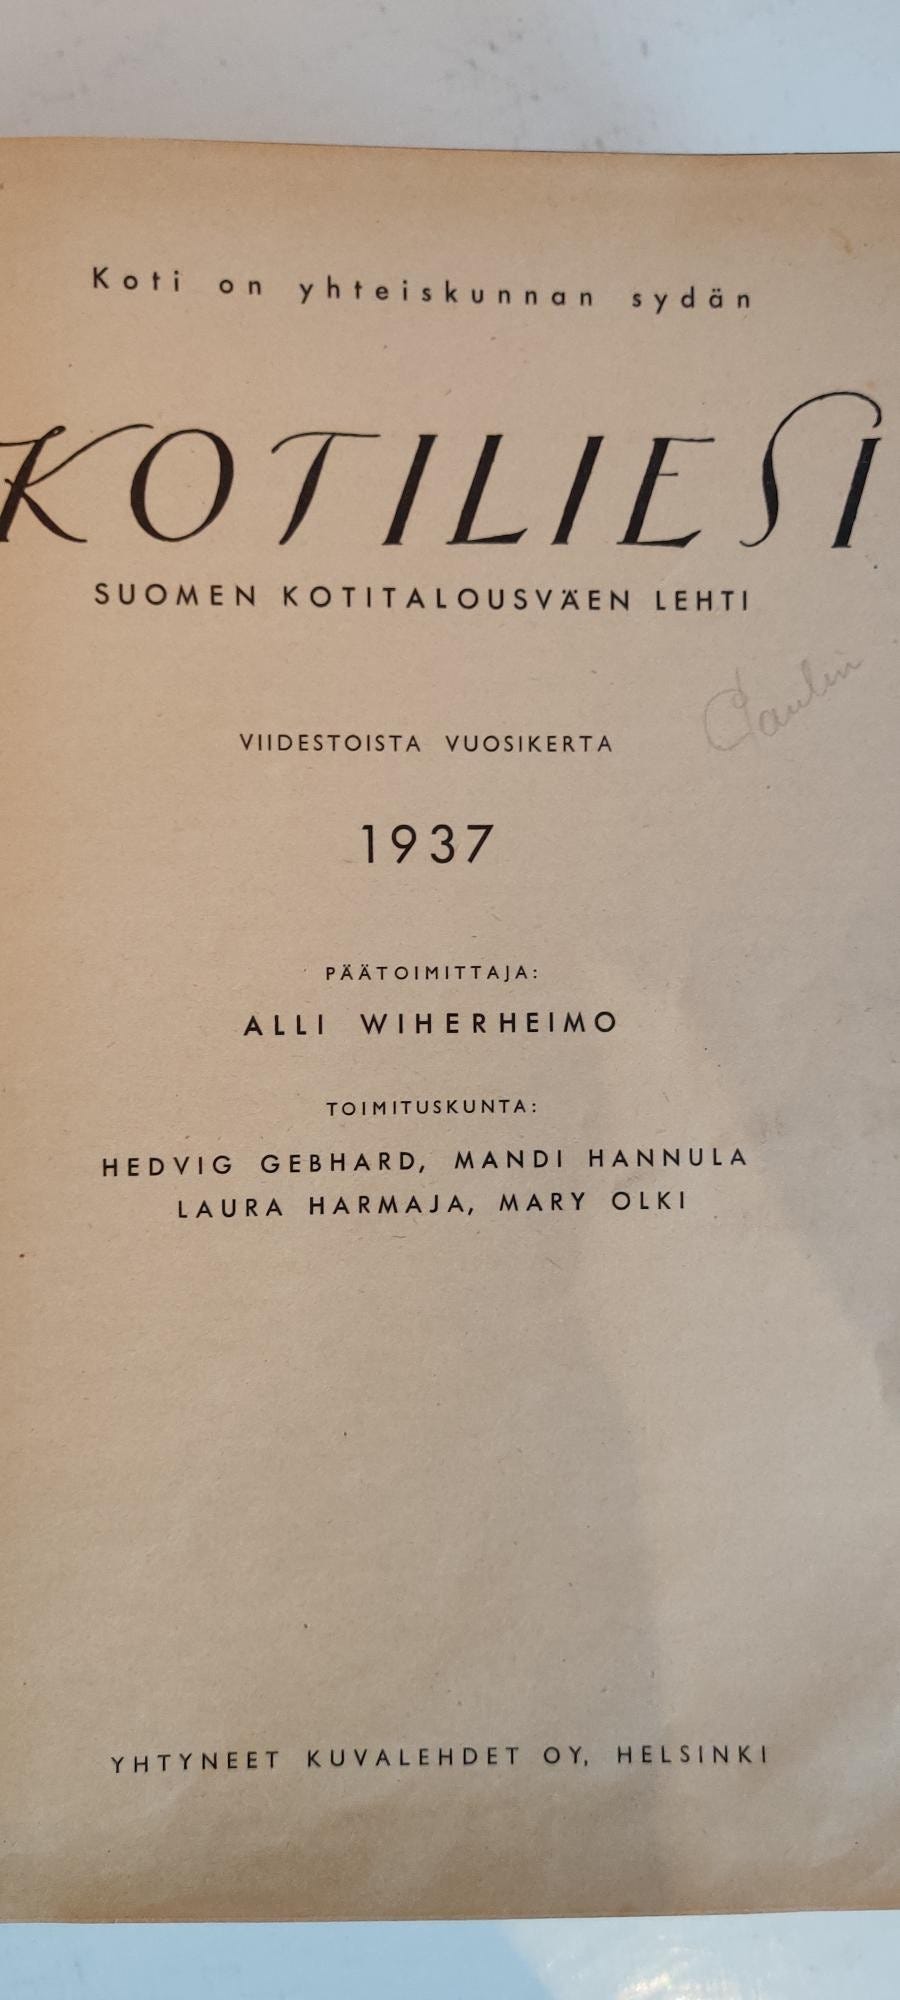 Koti on yhteiskunnan sydän
KOTILIESI
SUOMEN KOTITALOUSVÄEN LEHTI
VIIDESTOISTA VUOSIKERTA
1937
PÄÄTOIMITTAJA:
ALLI WIHERHEIMO
TOIMITUSKUNTA:
HEDVIG GEBHARD, MANDI HANNULA
LAURA HARMAJA, MARY OLKI
YHTYNEET KUVALEHDET OY, HELSINKI